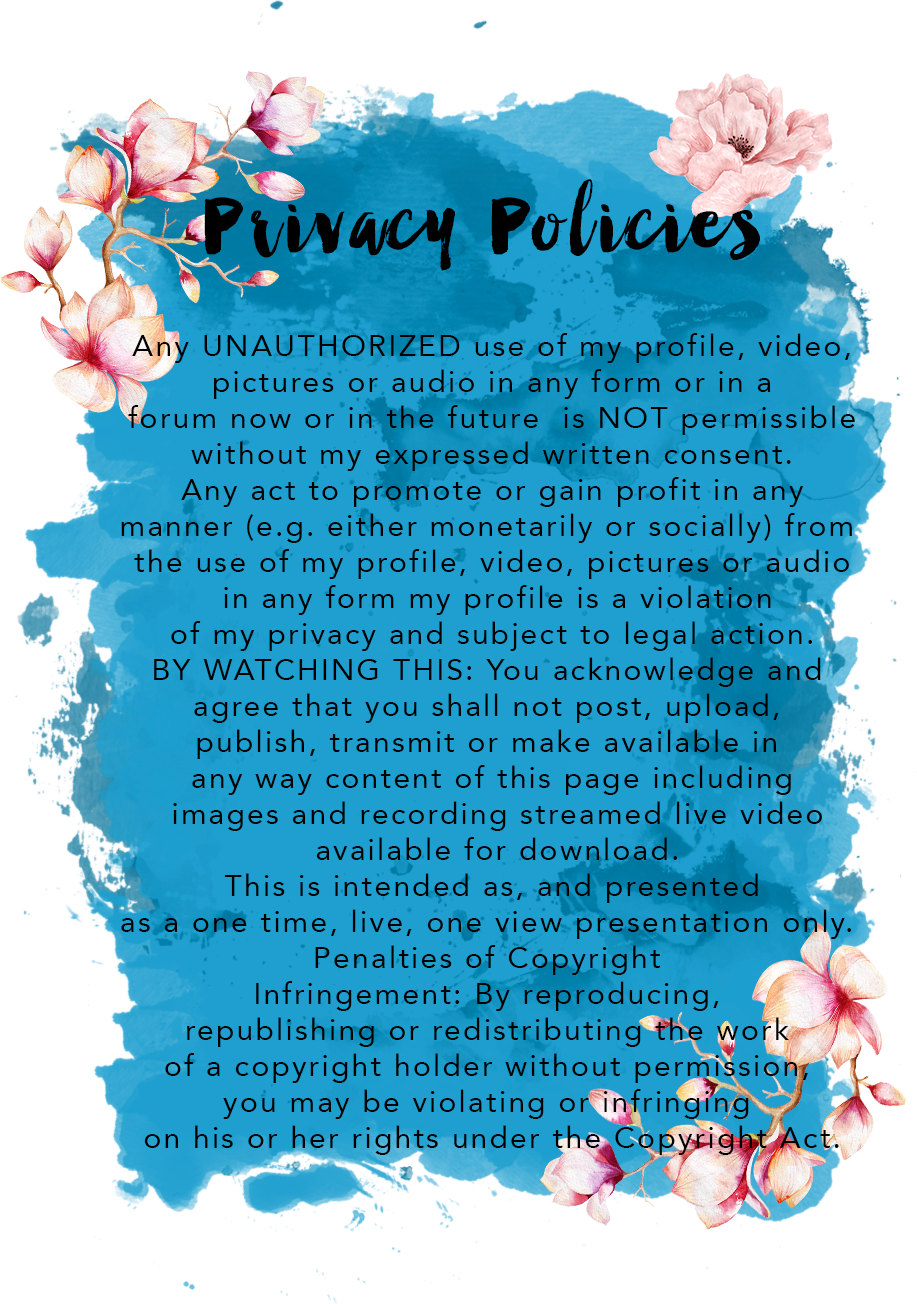 Privacy Policies
Any UNAUTHORIZED use of my profile, video,
pictures or audio in any form or in a
forum now or in the future is NOT permissible
without my expressed written consent.
Any act to promote or gain profit in any
manner (e.g. either monetarily or socially) from
the use of my profile, video, pictures or audio
in any form my profile is a violation
of my privacy and subject to legal action.
BY WATCHING THIS: You acknowledge and
agree that you shall not post, upload,
publish, transmit or make available in
any way content of this page including
images and recording streamed live video
available for download.
This is intended as, and presented
as a one time, live, one view presentation only.
Penalties of Copyright
Infringement: By reproducing,
republishing or redistributing the work
of a copyright holder without permission,
you may be violating or infringing
on his or her rights under the Copyright Act.